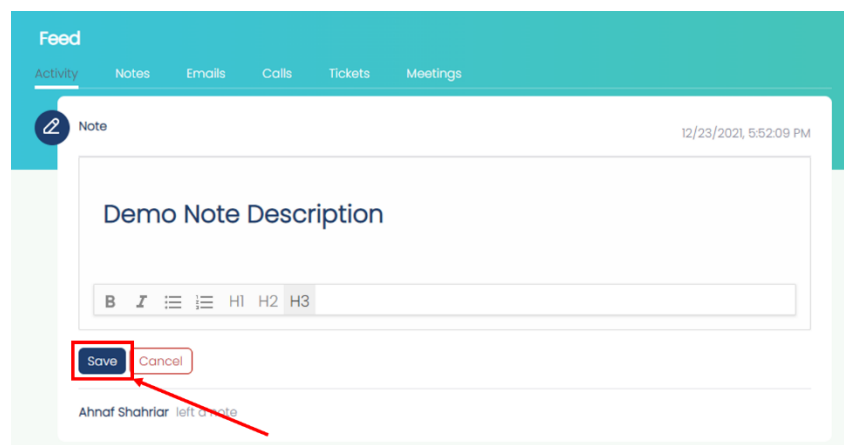 Feed
Activity Notes Emails Calls Tickets Meetings
Note 12/23/2021, 5:52:09 PM
Demo Note Description
B I H1 H2 H3
Save Cancel
Ahnaf Shahriar left a note